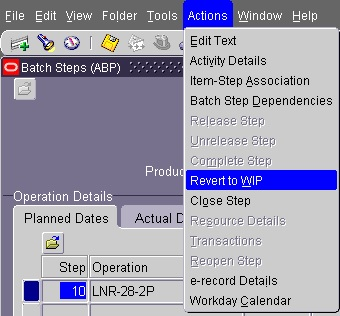 File Edit View Folder Tools Actions Window Help
Batch Steps (ABP)
Edit Text
Activity Details
Item-Step Association
Batch Step Dependencies
Release Step
Unrelease Step
Complete Step
Revert to WIP
Close Step
Resource Details
Transactions
Reopen Step
e-record Details
Workday Calendar
Produc
Operation Details
Planned Dates Actual D
Step Operation
10 LNR-28-2P